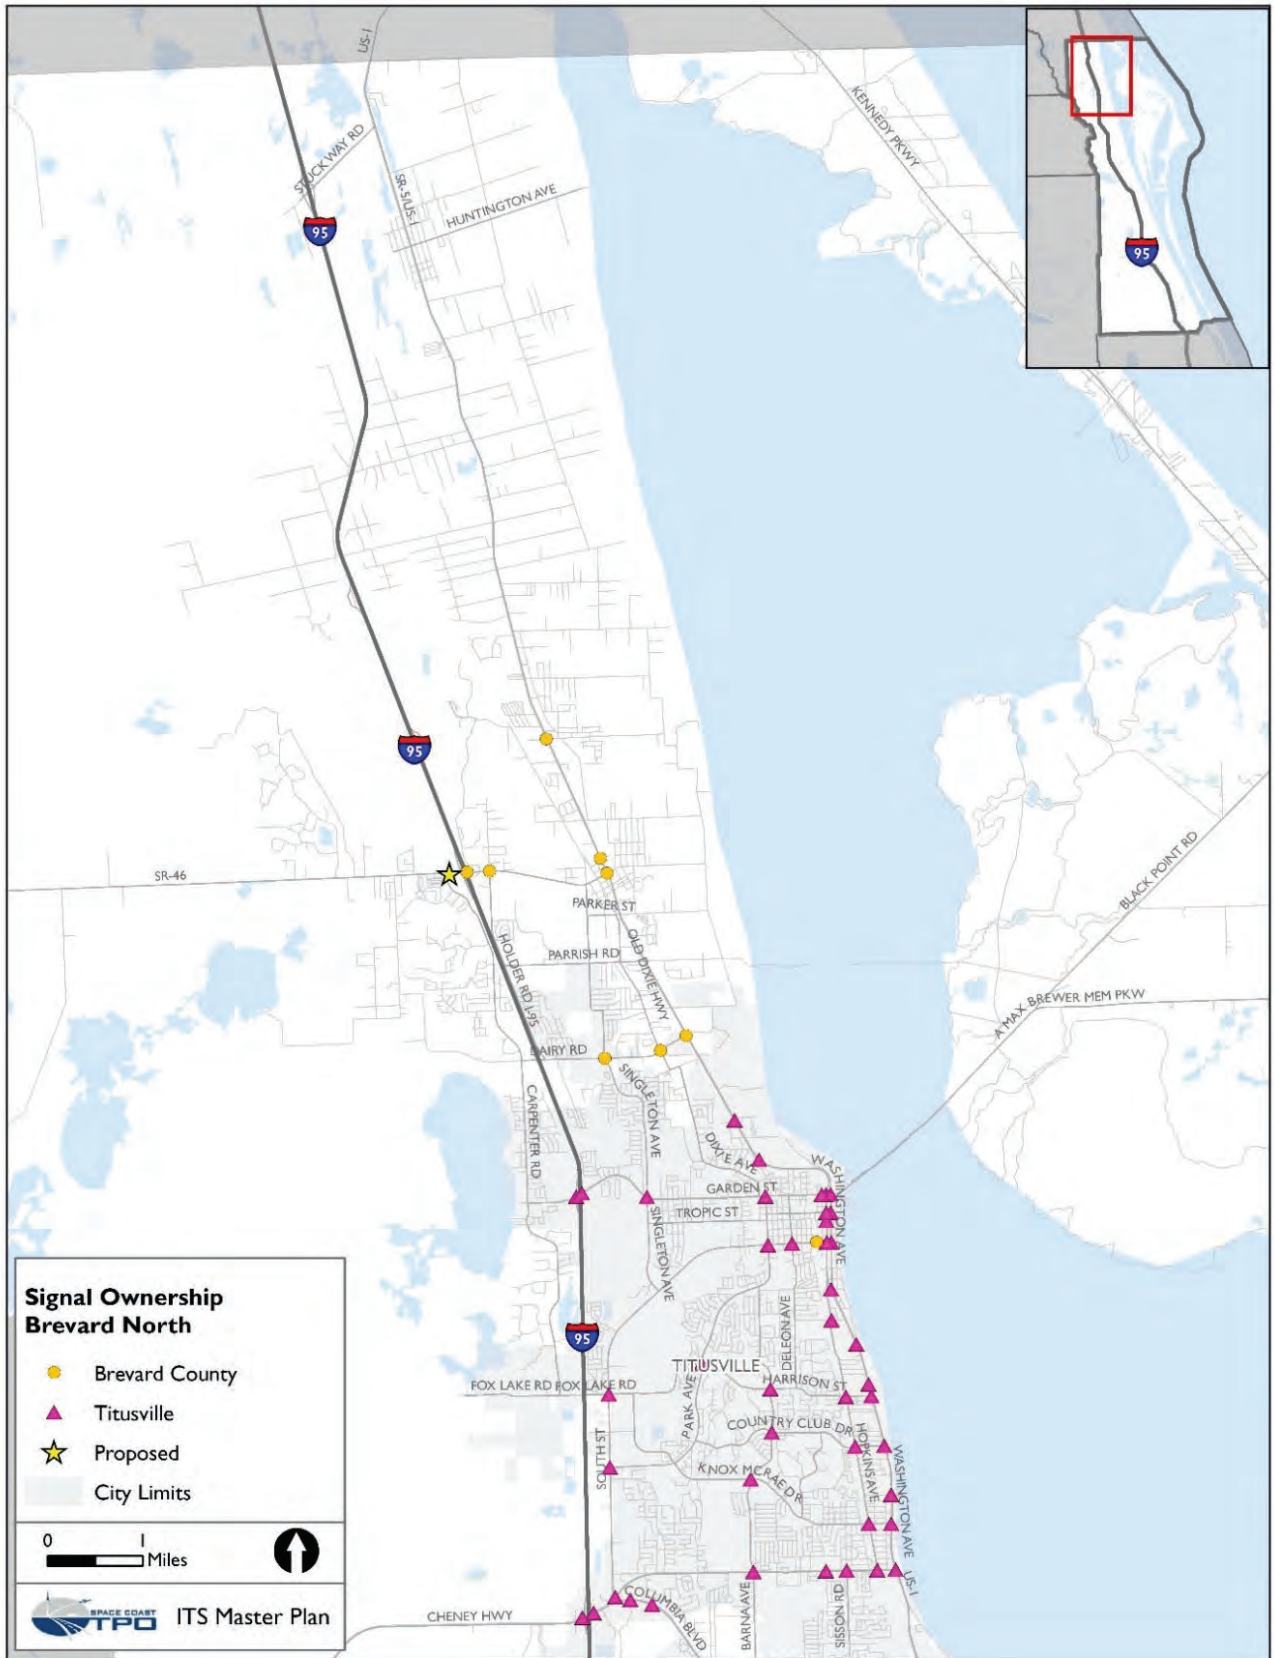 US-1
KENNEDY PKWY
STUCK WAY RD
SR-5/US-1
HUNTINGTON AVE
95
95
95
SR-46
PARKER ST
BLACK POINT RD
HOLDER RD I-95
PARRISH RD
OLD DIXIE HWY
A MAX BREWER MEM PKW
DAIRY RD
SINGLETON AVE
CARPENTER RD
DIXIE AVE
WASHINGTON AVE
GARDEN ST
TROPIC ST
SINGLETON AVE
DELEON AVE
95
TITUSVILLE
FOX LAKE RD FOX LAKE RD
HARRISON ST
PARK AVE
COUNTRY CLUB DR
SOUTH ST
HOPKINS AVE
KNOX MCRAE DR
WASHINGTON AVE
US-1
COLUMBIA BLVD
BARNA AVE
SISSON RD
CHENEY HWY
Signal Ownership
Brevard North
Brevard County
Titusville
Proposed
City Limits
0 1
Miles
SPACE COAST
TPO
ITS Master Plan